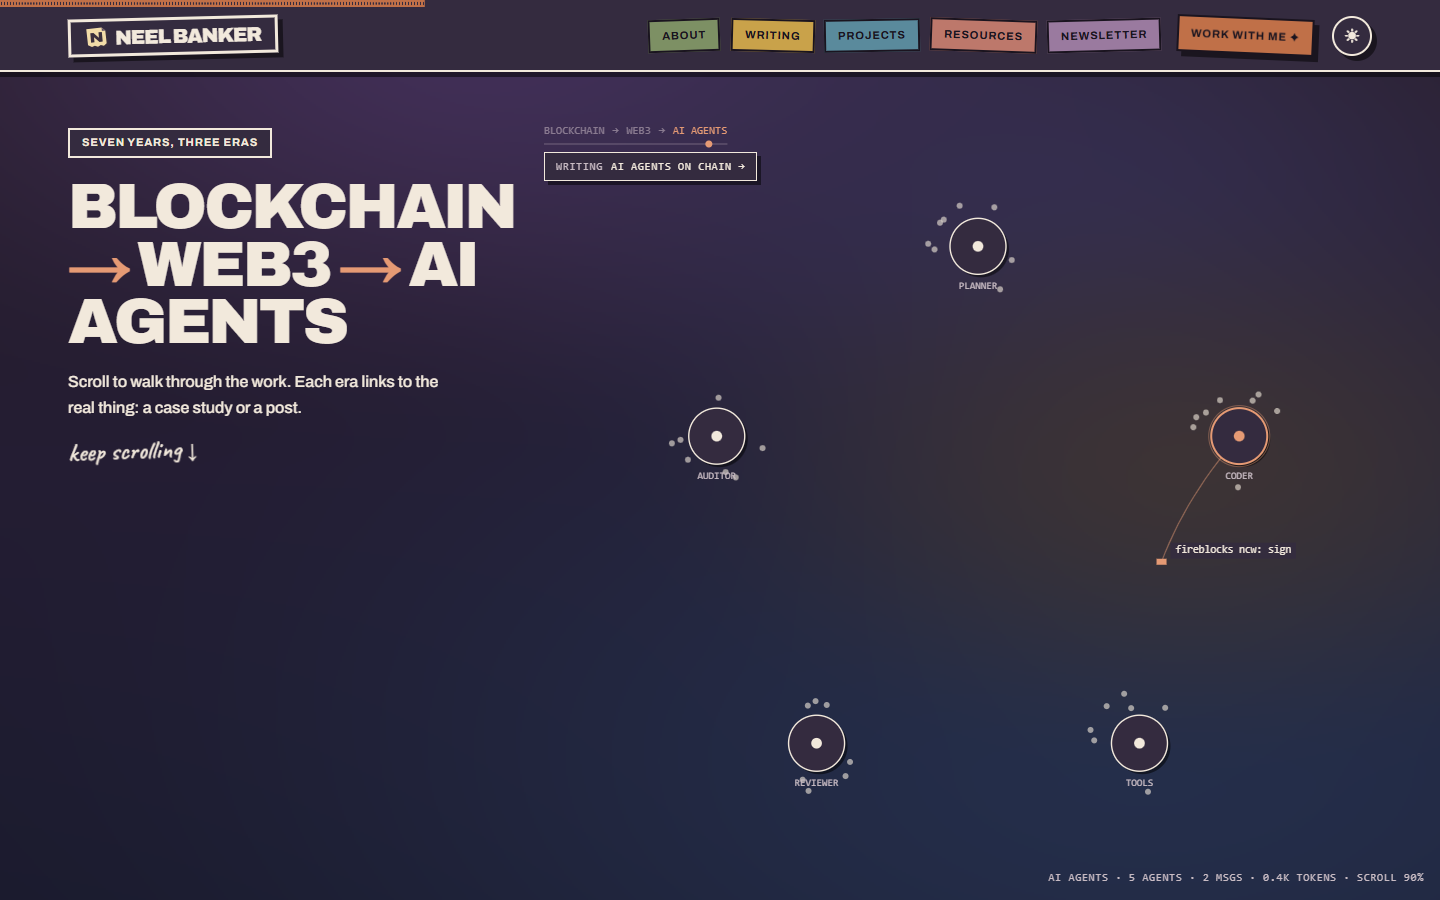 NEEL BANKER
ABOUT
WRITING
PROJECTS
RESOURCES
NEWSLETTER
WORK WITH ME ✦
SEVEN YEARS, THREE ERAS
BLOCKCHAIN
→ WEB3 → AI
AGENTS
Scroll to walk through the work. Each era links to the
real thing: a case study or a post.
keep scrolling ↓
BLOCKCHAIN → WEB3 → AI AGENTS
WRITING AI AGENTS ON CHAIN →
PLANNER
AUDITOR
CODER
fireblocks ncw: sign
REVIEWER
TOOLS
AI AGENTS · 5 AGENTS · 2 MSGS · 0.4K TOKENS · SCROLL 90%